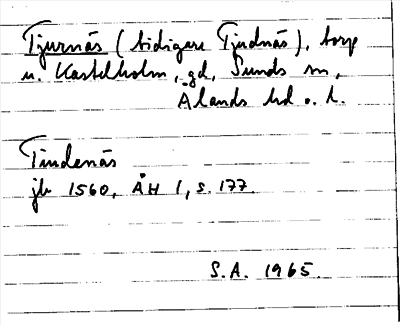 Tjurnäs (tidigare Tjudnäs), torp
u. Kastelholm, gd, Sunds sn,
Ålands hd o. l.
Tiudenäs
jb 1560, ÅH 1, s. 177.
S.A. 1965.